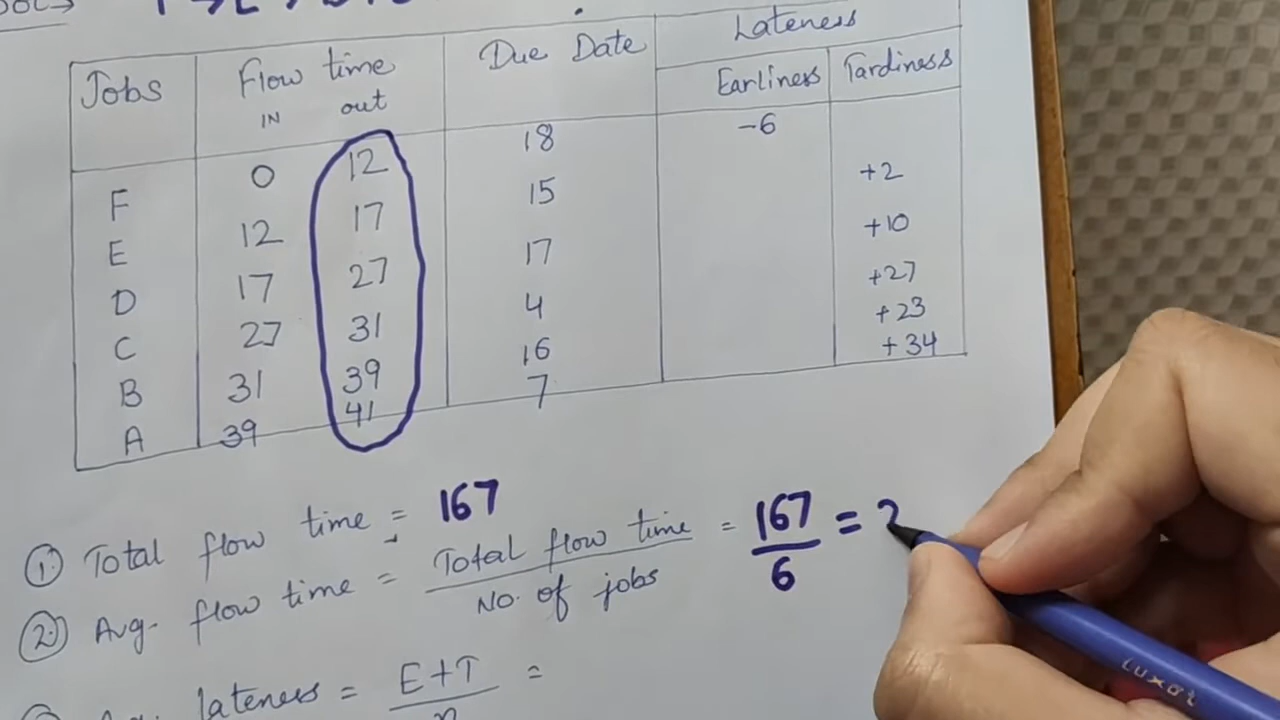 Lateness
Jobs Flow time Due Date Earliness Tardiness
IN out
F 0 12 18 -6
E 12 17 15 +2
D 17 27 17 +10
C 27 31 4 +27
B 31 39 16 +23
A 39 41 7 +34
① Total flow time = 167
② Avg. flow time = Total flow time = 167 = 2
No. of jobs 6
lateness = E+T =
n
LUXOR